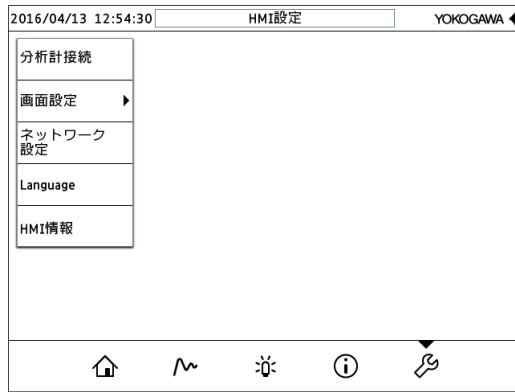 2016/04/13 12:54:30 HMI設定 YOKOGAWA
分析計接続
画面設定
ネットワーク
設定
Language
HMI情報